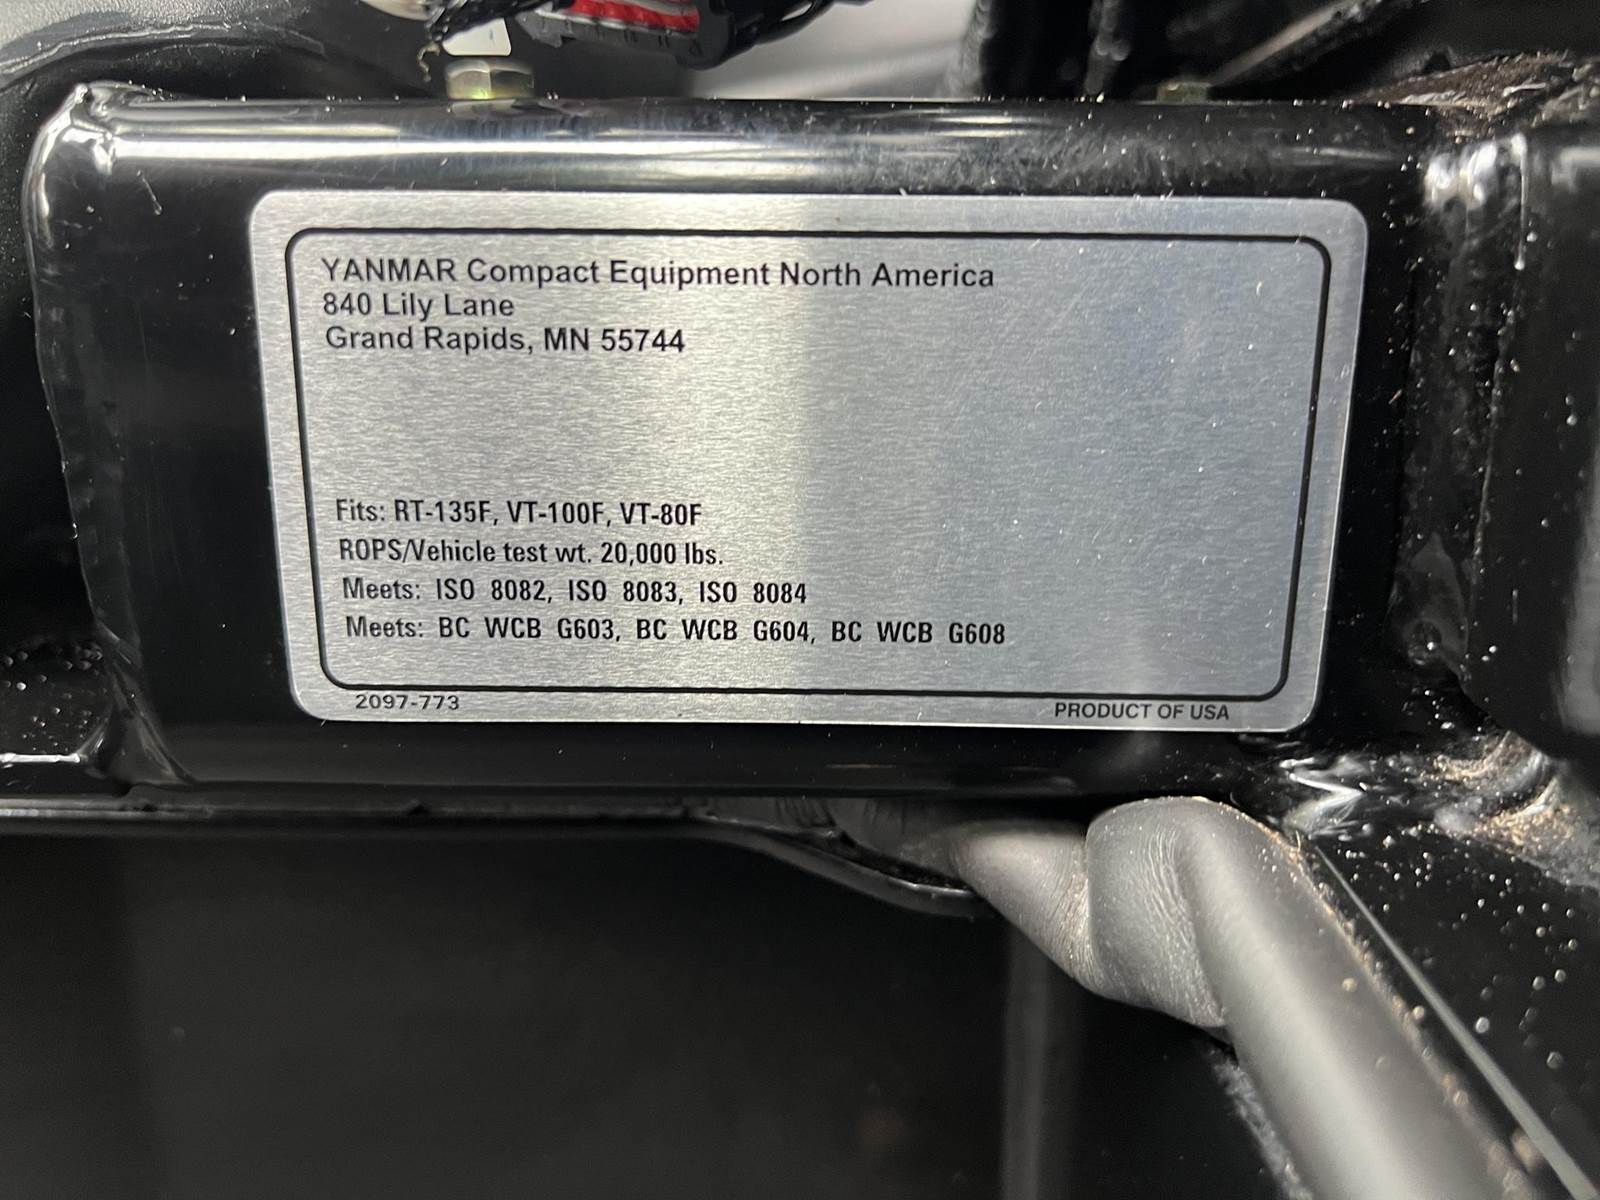 YANMAR Compact Equipment North America
840 Lily Lane
Grand Rapids, MN 55744
Fits: RT-135F, VT-100F, VT-80F
ROPS/Vehicle test wt. 20,000 lbs.
Meets: ISO 8082, ISO 8083, ISO 8084
Meets: BC WCB G603, BC WCB G604, BC WCB G608
2097-773
PRODUCT OF USA